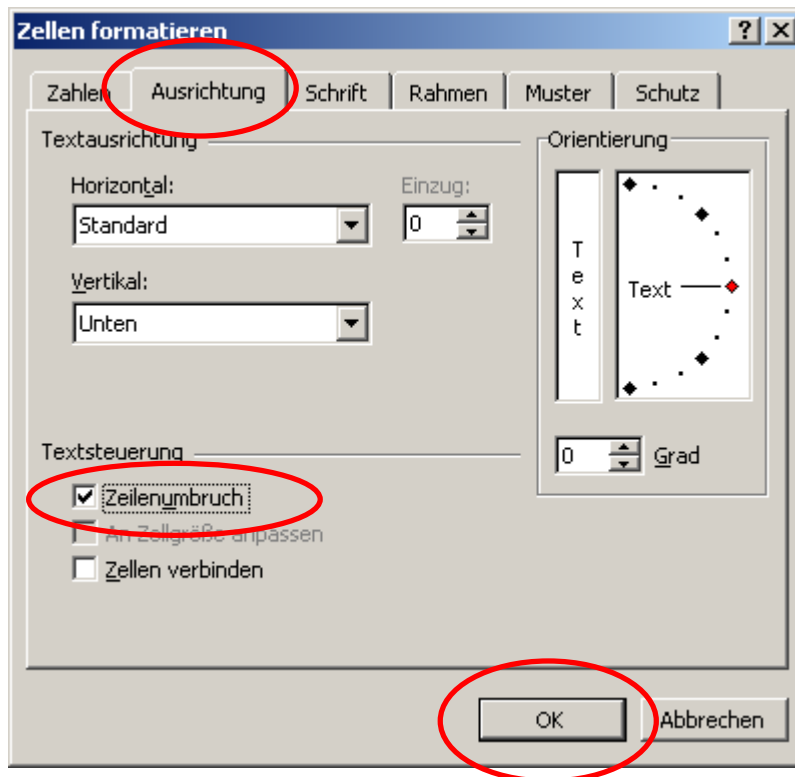 Zellen formatieren
Zahlen Ausrichtung Schrift Rahmen Muster Schutz
Textausrichtung
Horizontal:
Standard
Einzug:
0
Vertikal:
Unten
Textsteuerung
Zeilenumbruch
An Zellgröße anpassen
Zellen verbinden
Orientierung
T
e
x
t
Text
0 Grad
OK Abbrechen